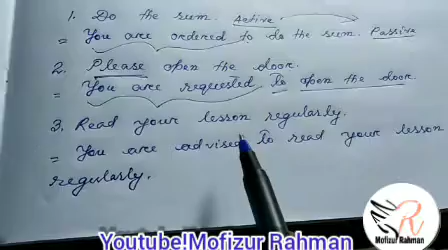 1. Do the sum. Active
= You are ordered to do the sum. Passive
2. Please open the door.
= You are requested to open the door.
3. Read your lesson regularly.
= You are advised to read your lesson
regularly.
R
Mofizur Rahman
Youtube!Mofizur Rahman